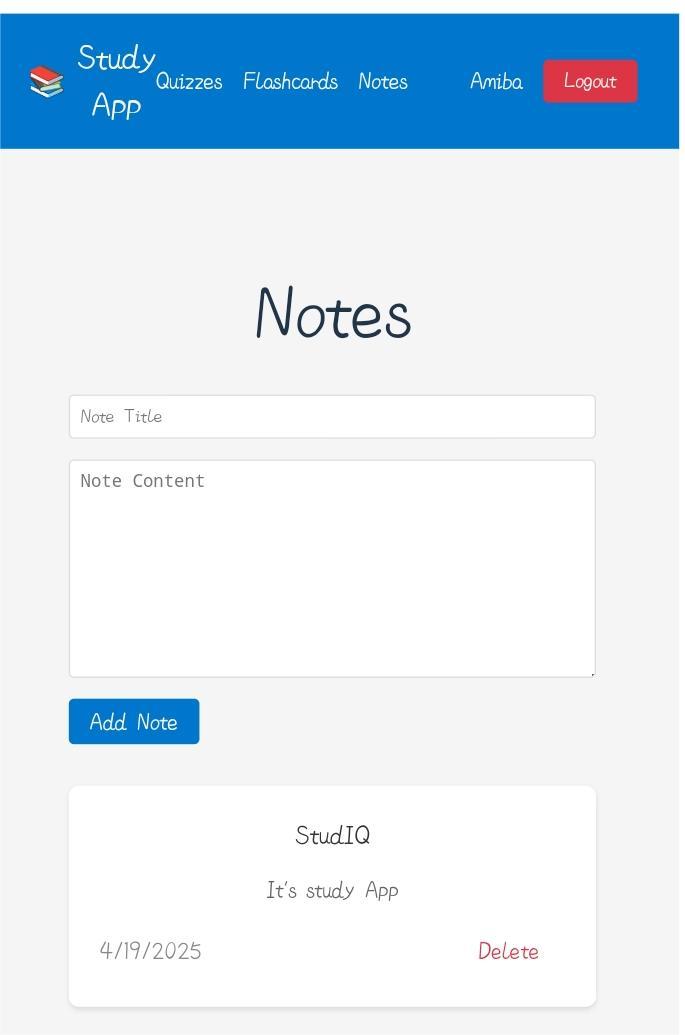 Study
App
Quizzes Flashcards Notes Amiba Logout
Notes
Note Title
Note Content
Add Note
StudIQ
It's study App
4/19/2025 Delete